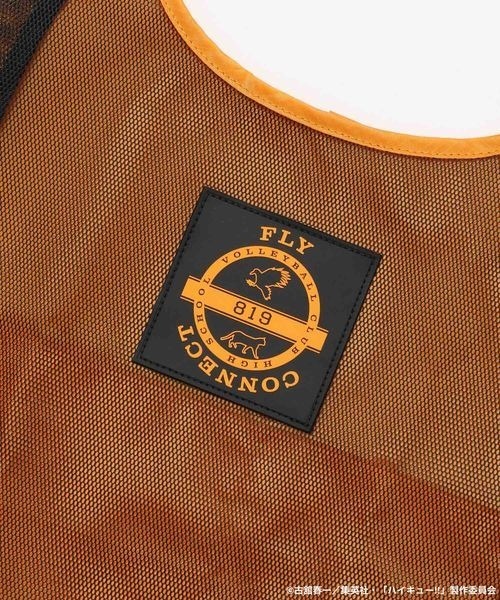 FLY
VOLLEYBALL CLUB
819
HIGH SCHOOL
CONNECT
©古舘春一／集英社・「ハイキュー!!」製作委員会